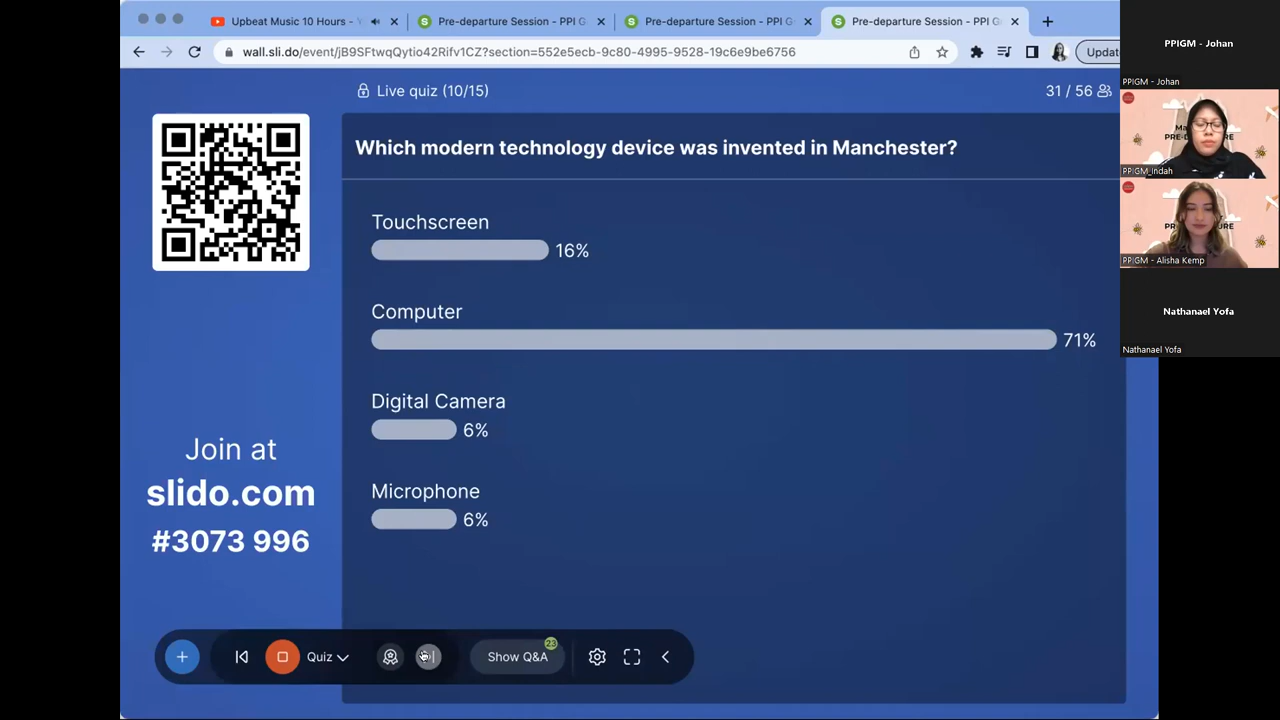 Upbeat Music 10 Hours -
Pre-departure Session - PPI G
Pre-departure Session - PPI G
Pre-departure Session - PPI G
wall.sli.do/event/jB9SFtwqQytio42Rifv1CZ?section=552e5ecb-9c80-4995-9528-19c6e9be6756
Updat
Live quiz (10/15)
31 / 56
Which modern technology device was invented in Manchester?
Touchscreen
16%
Computer
71%
Digital Camera
6%
Microphone
6%
Join at
slido.com
#3073 996
Quiz
Show Q&A
23
PPIGM - Johan
PPIGM - Johan
PPIGM_Indah
PPIGM - Alisha Kemp
Nathanael Yofa
Nathanael Yofa